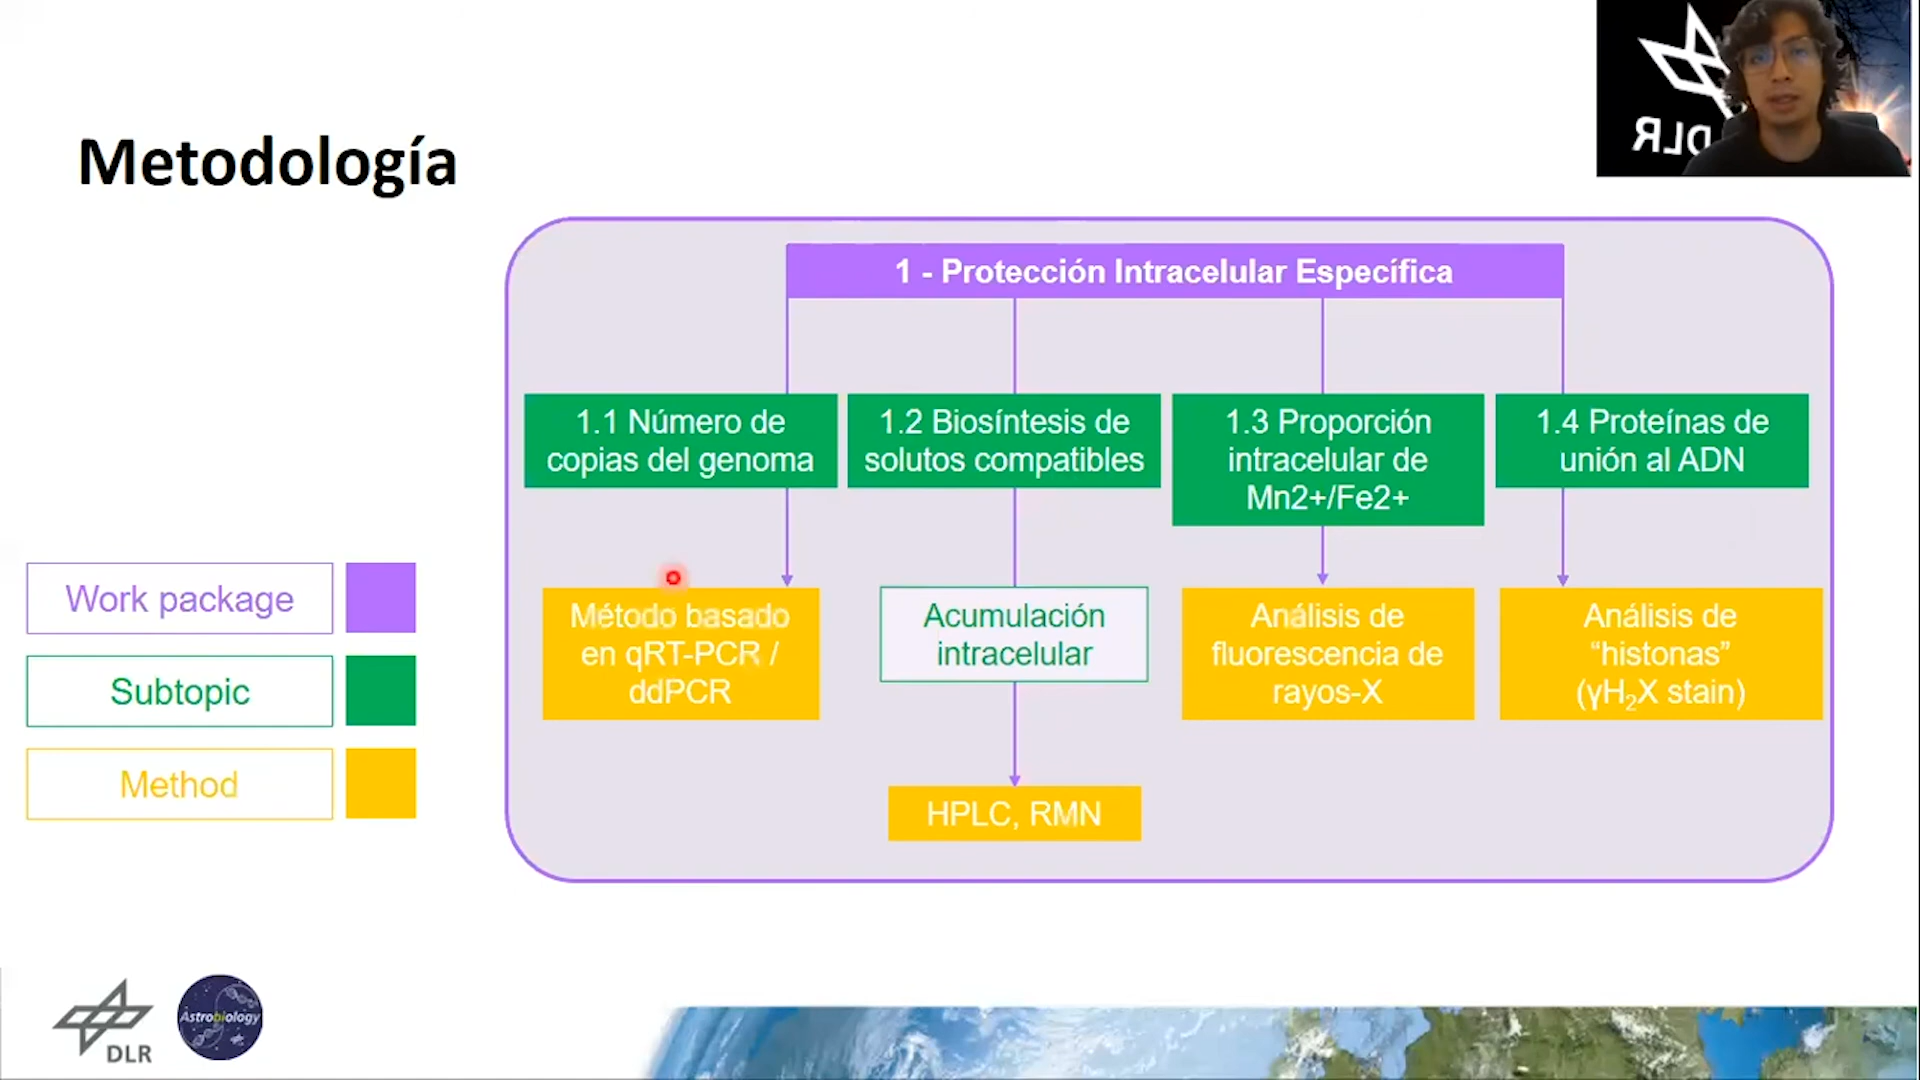 DLR
Metodología
1 - Protección Intracelular Específica
1.1 Número de
copias del genoma
1.2 Biosíntesis de
solutos compatibles
1.3 Proporción
intracelular de
Mn2+/Fe2+
1.4 Proteínas de
unión al ADN
Método basado
en qRT-PCR /
ddPCR
Acumulación
intracelular
Análisis de
fluorescencia de
rayos-X
Análisis de
“histonas”
(γH₂X stain)
HPLC, RMN
Work package
Subtopic
Method
DLR
Astrobiology